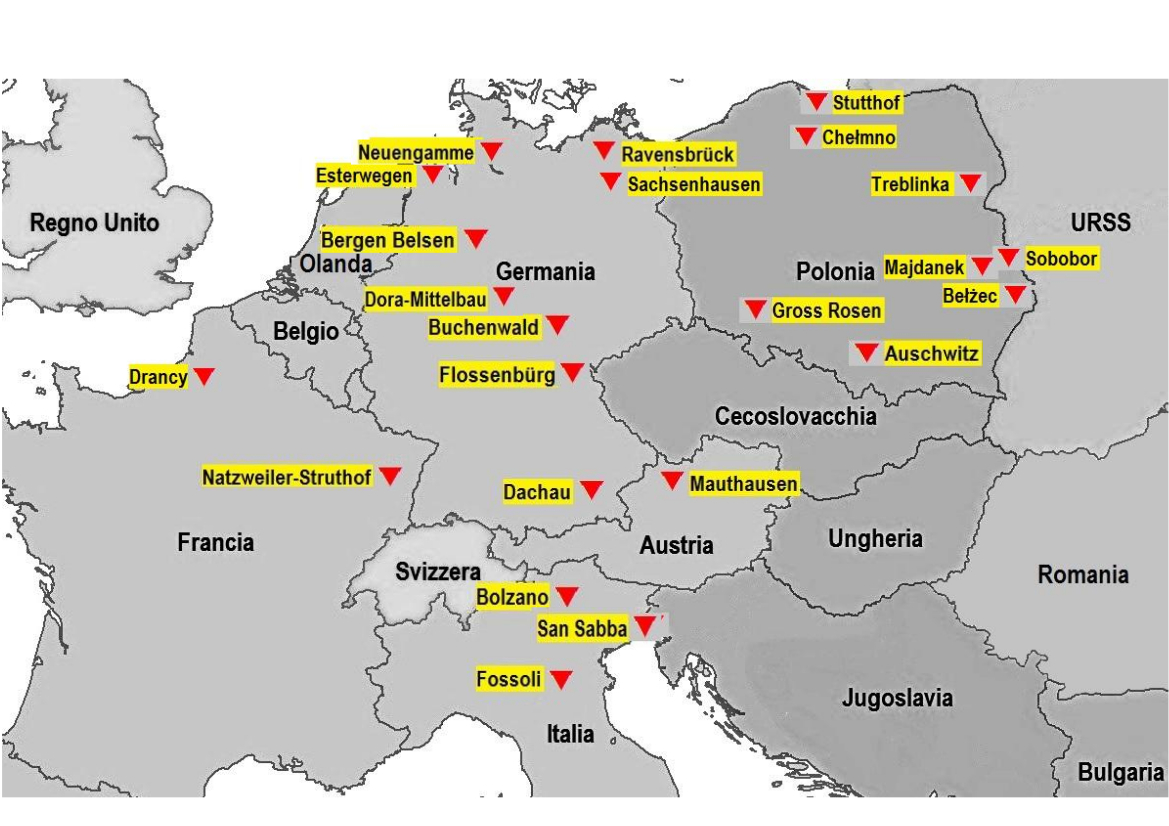 Stutthof
Chełmno
Neuengamme
Ravensbrück
Esterwegen
Sachsenhausen
Treblinka
Regno Unito
URSS
Bergen Belsen
Olanda
Germania
Polonia
Majdanek
Sobobor
Dora-Mittelbau
Bełżec
Gross Rosen
Belgio
Buchenwald
Auschwitz
Drancy
Flossenbürg
Cecoslovacchia
Natzweiler-Struthof
Dachau
Mauthausen
Francia
Austria
Ungheria
Svizzera
Romania
Bolzano
San Sabba
Fossoli
Jugoslavia
Italia
Bulgaria